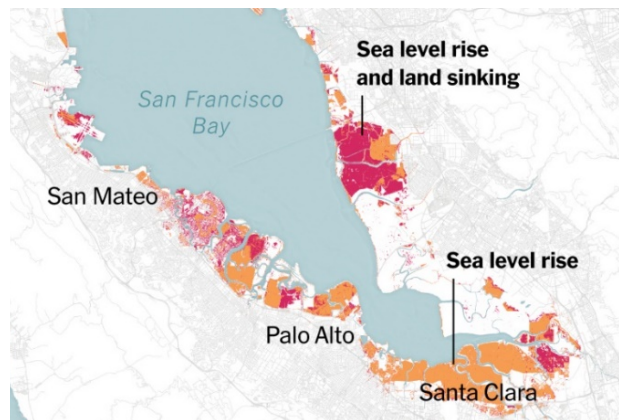 Sea level rise
and land sinking
San Francisco
Bay
San Mateo
Sea level rise
Palo Alto
Santa Clara